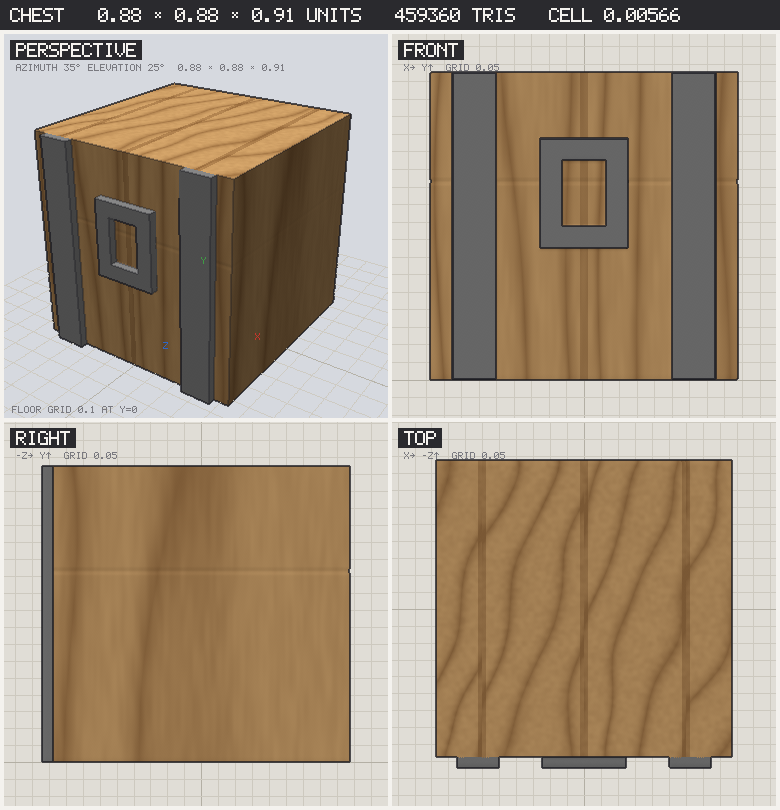 CHEST 0.88 × 0.88 × 0.91 UNITS 459360 TRIS CELL 0.00566
PERSPECTIVE
AZIMUTH 35° ELEVATION 25° 0.88 × 0.88 × 0.91
Y
X
Z
FLOOR GRID 0.1 AT Y=0
FRONT
X→ Y↑ GRID 0.05
RIGHT
-Z→ Y↑ GRID 0.05
TOP
X→ -Z↑ GRID 0.05